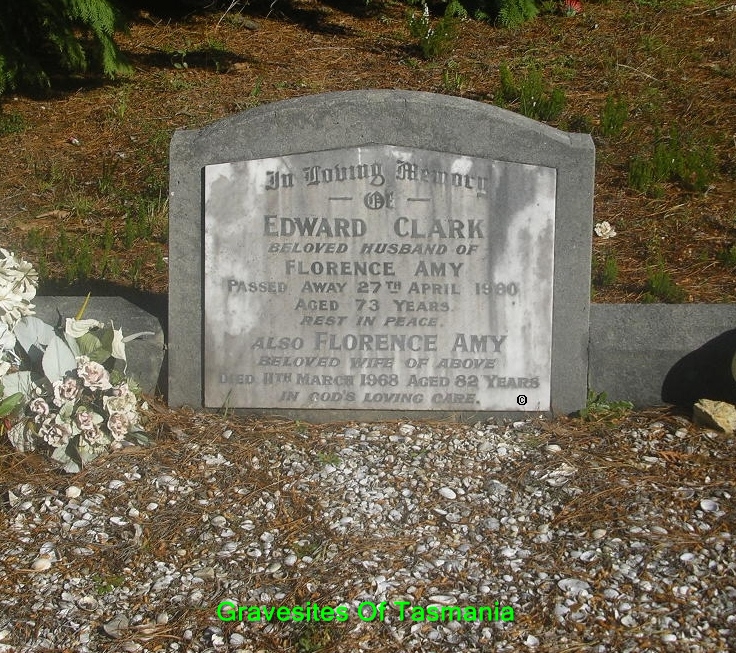 In Loving Memory
— Of —
EDWARD CLARK
BELOVED HUSBAND OF
FLORENCE AMY
PASSED AWAY 27TH APRIL
AGED 73 YEARS.
REST IN PEACE.
ALSO FLORENCE AMY
BELOVED WIFE OF ABOVE
DIED 11TH MARCH 1968 AGED 82 YEARS
IN GOD'S LOVING CARE.
©
Gravesites Of Tasmania